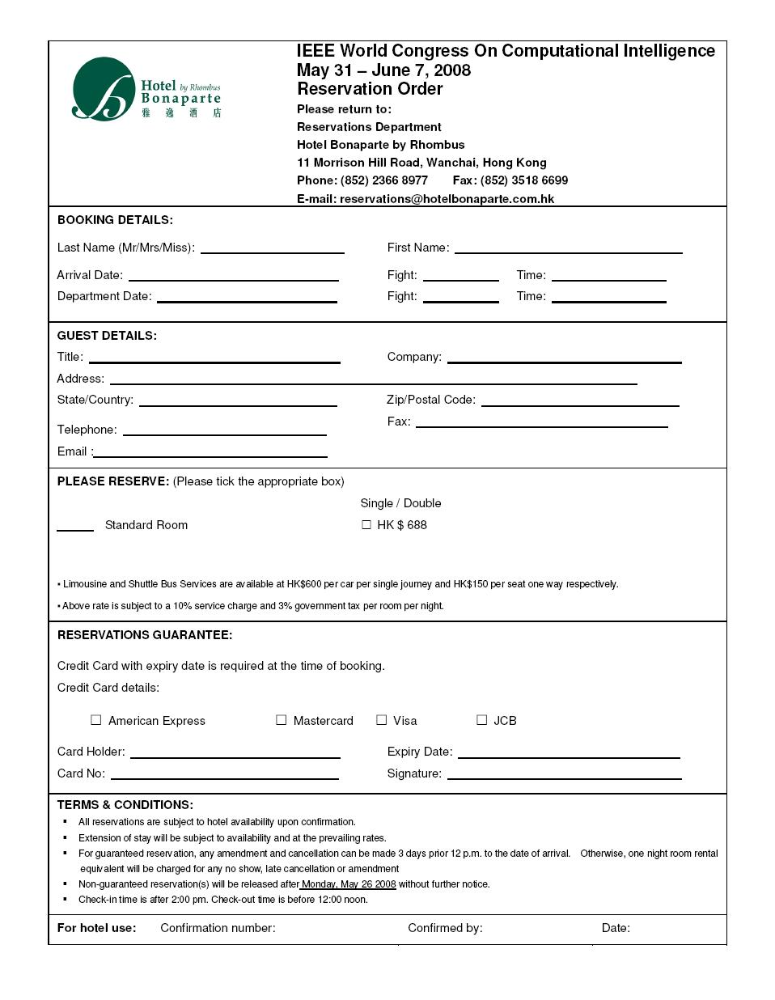 IEEE World Congress On Computational Intelligence
May 31 – June 7, 2008
Reservation Order
Hotel by Rhombus
Bonaparte
雅逸酒店
Please return to:
Reservations Department
Hotel Bonaparte by Rhombus
11 Morrison Hill Road, Wanchai, Hong Kong
Phone: (852) 2366 8977 Fax: (852) 3518 6699
E-mail: reservations@hotelbonaparte.com.hk
BOOKING DETAILS:
Last Name (Mr/Mrs/Miss): First Name:
Arrival Date: Fight: Time:
Department Date: Fight: Time:
GUEST DETAILS:
Title: Company:
Address:
State/Country: Zip/Postal Code:
Fax:
Telephone:
Email :
PLEASE RESERVE: (Please tick the appropriate box)
Single / Double
Standard Room ☐ HK $ 688
▪ Limousine and Shuttle Bus Services are available at HK$600 per car per single journey and HK$150 per seat one way respectively.
▪ Above rate is subject to a 10% service charge and 3% government tax per room per night.
RESERVATIONS GUARANTEE:
Credit Card with expiry date is required at the time of booking.
Credit Card details:
☐ American Express ☐ Mastercard ☐ Visa ☐ JCB
Card Holder: Expiry Date:
Card No: Signature:
TERMS & CONDITIONS:
▪ All reservations are subject to hotel availability upon confirmation.
▪ Extension of stay will be subject to availability and at the prevailing rates.
▪ For guaranteed reservation, any amendment and cancellation can be made 3 days prior 12 p.m. to the date of arrival. Otherwise, one night room rental
equivalent will be charged for any no show, late cancellation or amendment
▪ Non-guaranteed reservation(s) will be released after Monday, May 26 2008 without further notice.
▪ Check-in time is after 2:00 pm. Check-out time is before 12:00 noon.
For hotel use: Confirmation number: Confirmed by: Date: